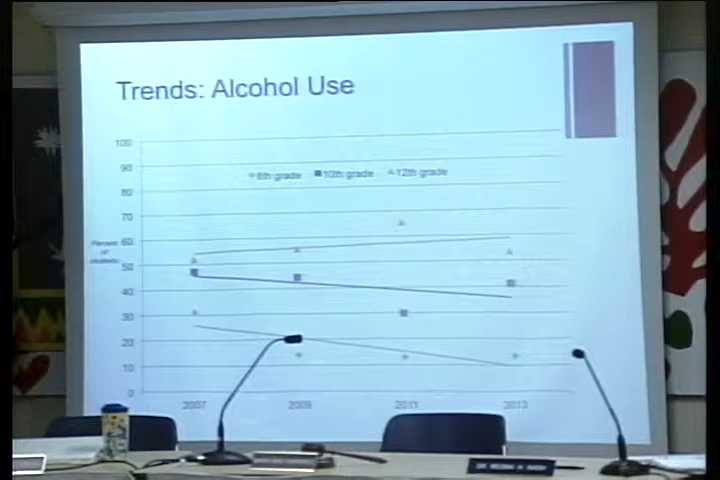 Trends: Alcohol Use
100
90
8th grade 10th grade 12th grade
80
70
60
Percent of students
50
40
30
20
10
0
2007 2009 2011 2013